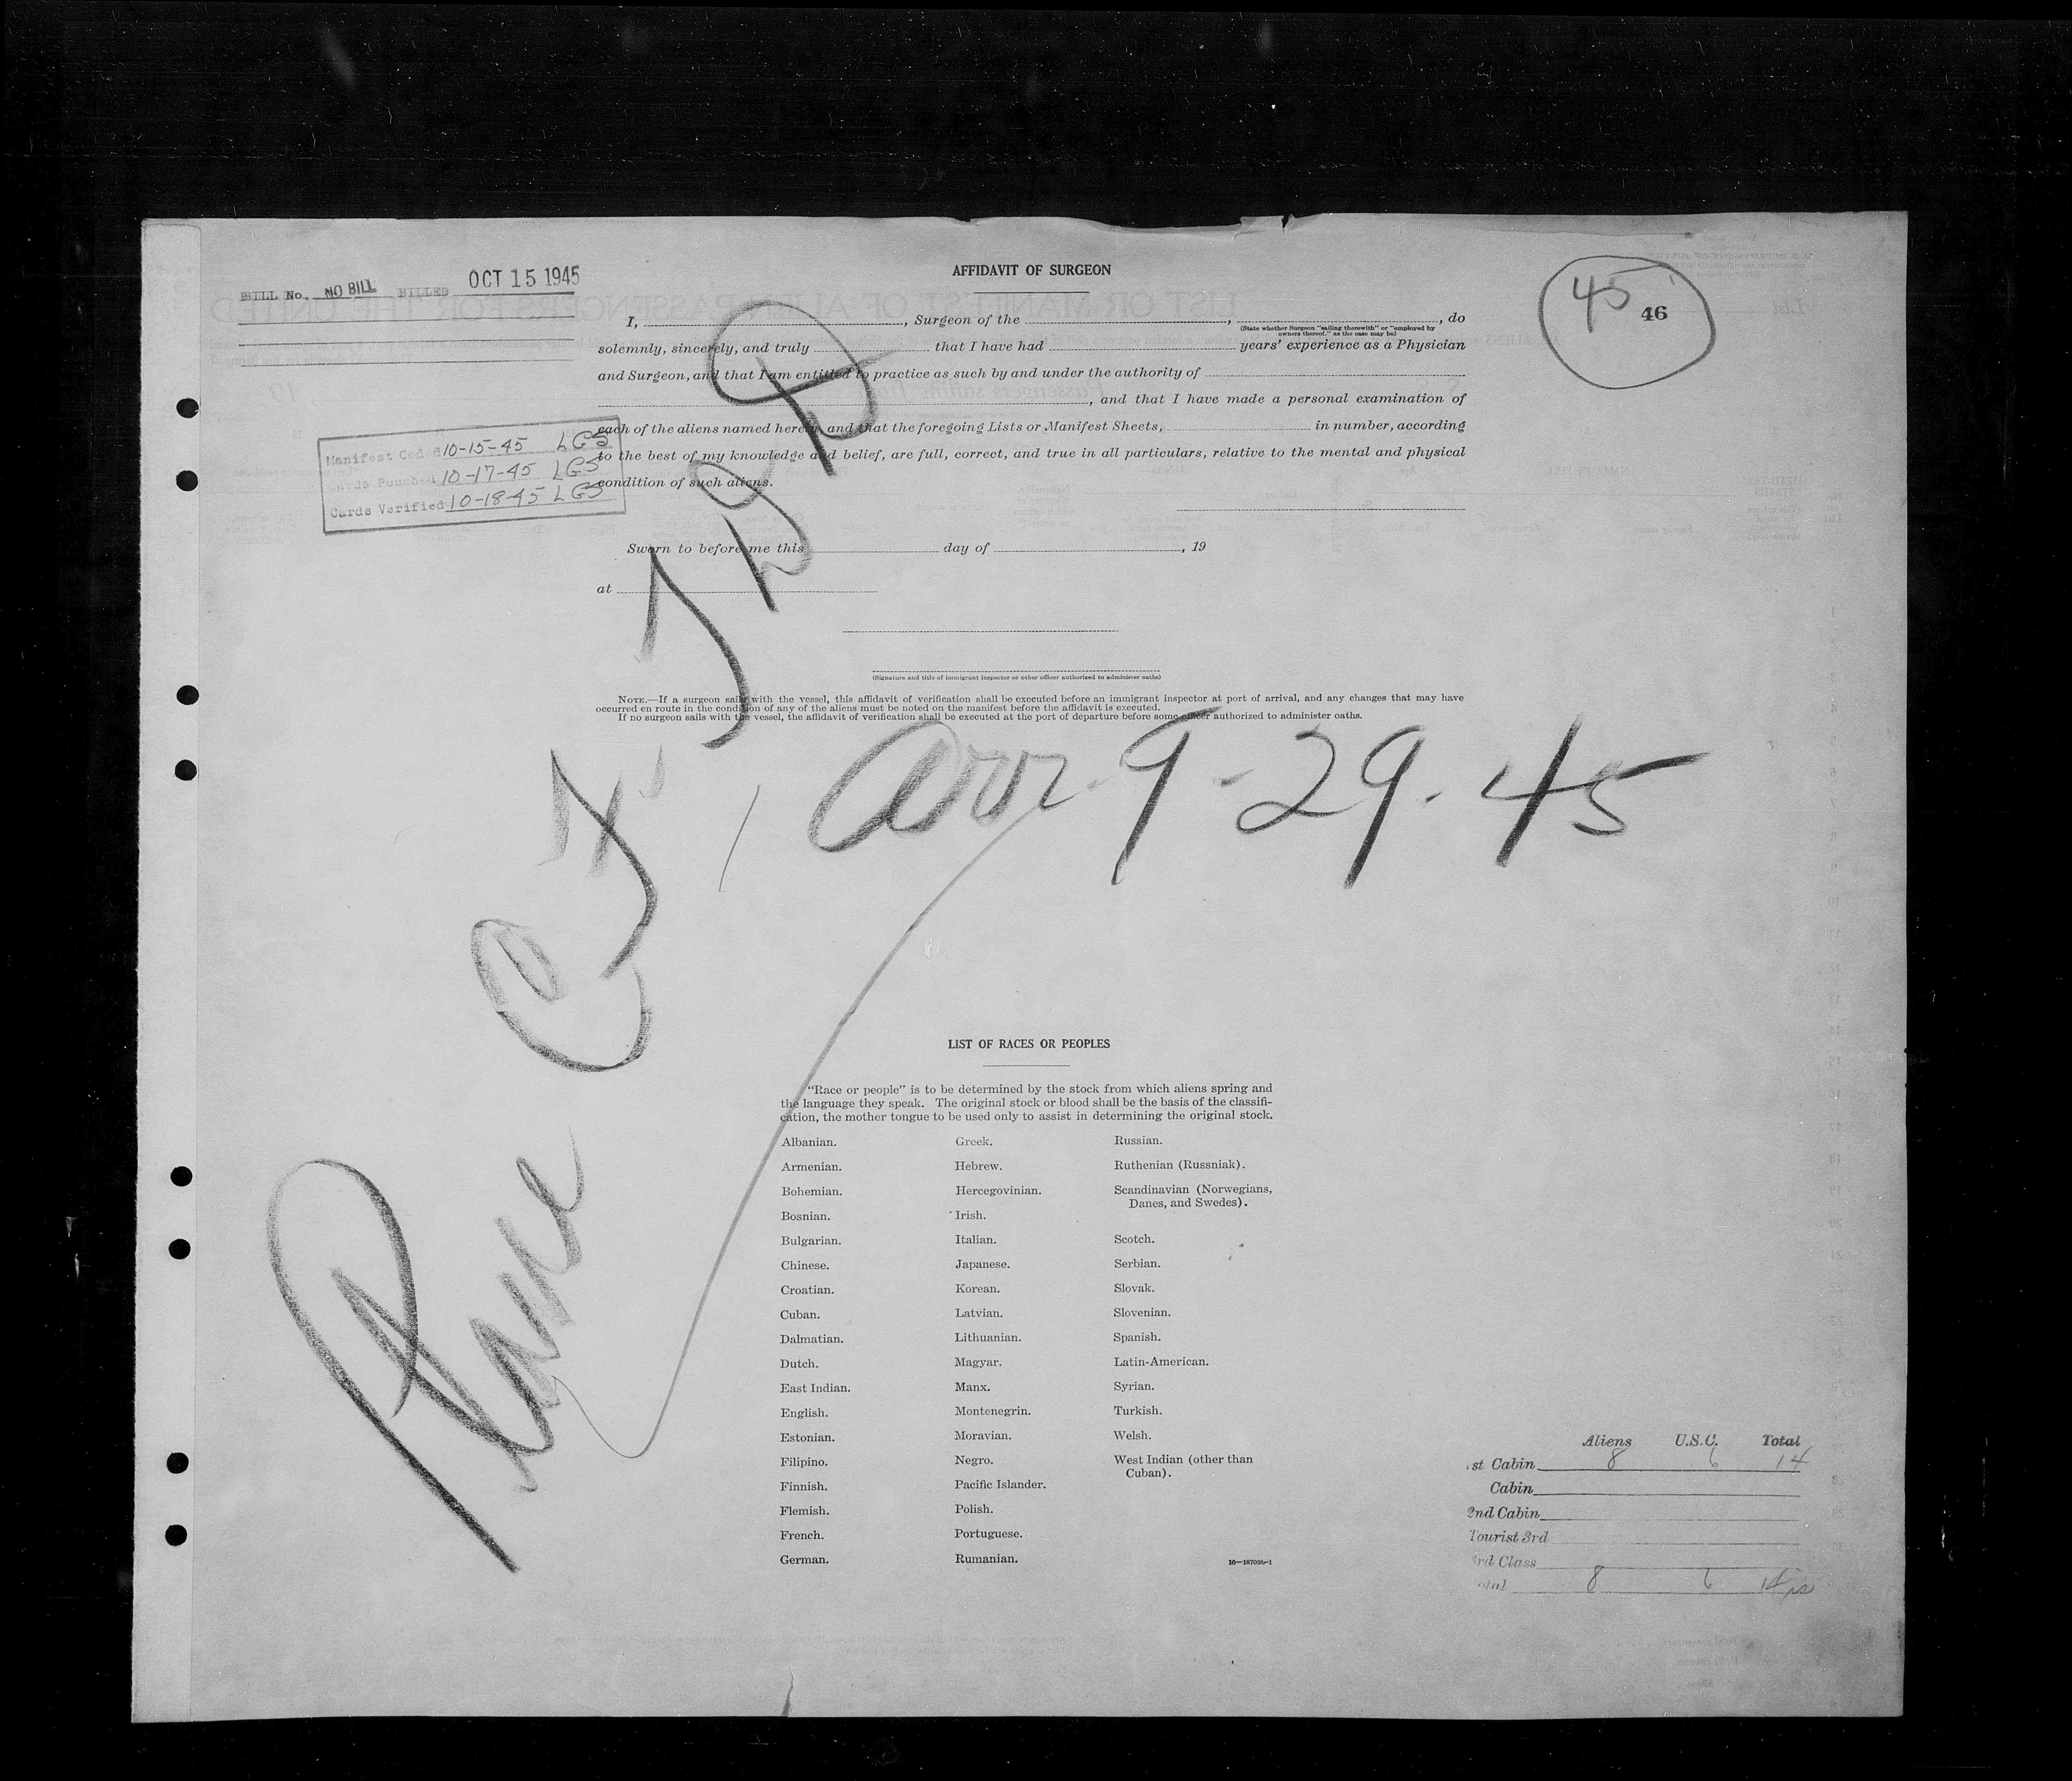 BILL No. NO BILL BILLED OCT 15 1945
AFFIDAVIT OF SURGEON
45 46
I, , Surgeon of the , , do
(State whether Surgeon "sailing therewith" or "employed by
owners thereof," as the case may be)
solemnly, sincerely, and truly that I have had years' experience as a Physician
and Surgeon, and that I am entitled to practice as such by and under the authority of
, and that I have made a personal examination of
each of the aliens named herein, and that the foregoing Lists or Manifest Sheets, in number, according
to the best of my knowledge and belief, are full, correct, and true in all particulars, relative to the mental and physical
condition of such aliens.
Manifest Coded 10-15-45 LGS
Cards Punched 10-17-45 LGS
Cards Verified 10-18-45 LGS
Sworn to before me this day of , 19
at
(Signature and title of immigrant inspector or other officer authorized to administer oaths)
NOTE.—If a surgeon sails with the vessel, this affidavit of verification shall be executed before an immigrant inspector at port of arrival, and any changes that may have
occurred en route in the condition of any of the aliens must be noted on the manifest before the affidavit is executed.
If no surgeon sails with the vessel, the affidavit of verification shall be executed at the port of departure before some officer authorized to administer oaths.
Plane
arr. 9-29-45
LIST OF RACES OR PEOPLES
"Race or people" is to be determined by the stock from which aliens spring and
the language they speak. The original stock or blood shall be the basis of the classifi-
cation, the mother tongue to be used only to assist in determining the original stock.
Albanian.
Armenian.
Bohemian.
Bosnian.
Bulgarian.
Chinese.
Croatian.
Cuban.
Dalmatian.
Dutch.
East Indian.
English.
Estonian.
Filipino.
Finnish.
Flemish.
French.
German.
Greek.
Hebrew.
Hercegovinian.
Irish.
Italian.
Japanese.
Korean.
Latvian.
Lithuanian.
Magyar.
Manx.
Montenegrin.
Moravian.
Negro.
Pacific Islander.
Polish.
Portuguese.
Rumanian.
Russian.
Ruthenian (Russniak).
Scandinavian (Norwegians,
Danes, and Swedes).
Scotch.
Serbian.
Slovak.
Slovenian.
Spanish.
Latin-American.
Syrian.
Turkish.
Welsh.
West Indian (other than
Cuban).
16—18709b-1
Aliens U.S.C. Total
st Cabin 8 6 14
Cabin
2nd Cabin
Tourist 3rd
3rd Class
otal 8 6 14